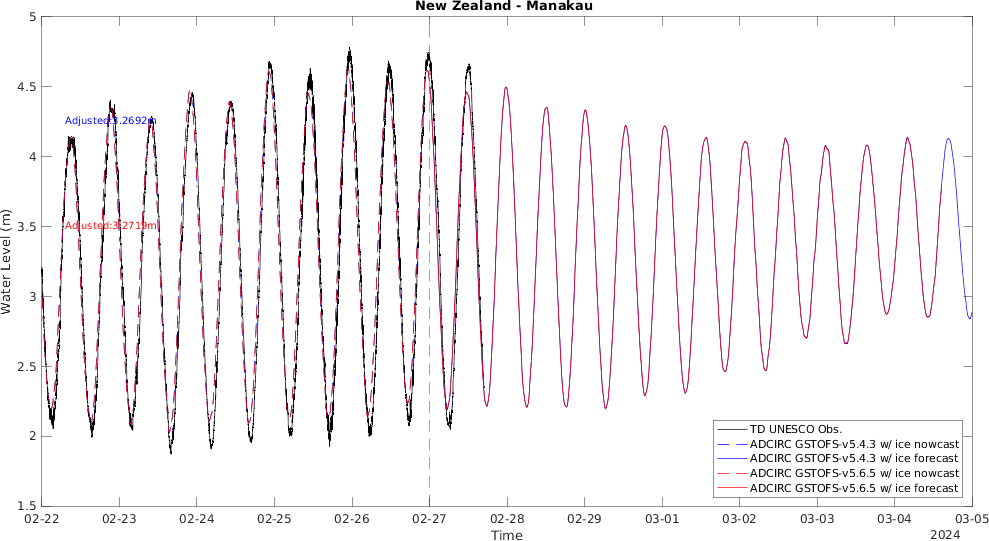 New Zealand - Manakau
5
4.5
4
3.5
3
2.5
2
1.5
Water Level (m)
Adjusted:3.2692m
Adjusted:3.2719m
TD UNESCO Obs.
ADCIRC GSTOFS-v5.4.3 w/ ice nowcast
ADCIRC GSTOFS-v5.4.3 w/ ice forecast
ADCIRC GSTOFS-v5.6.5 w/ ice nowcast
ADCIRC GSTOFS-v5.6.5 w/ ice forecast
02-22 02-23 02-24 02-25 02-26 02-27 02-28 02-29 03-01 03-02 03-03 03-04 03-05
Time
2024